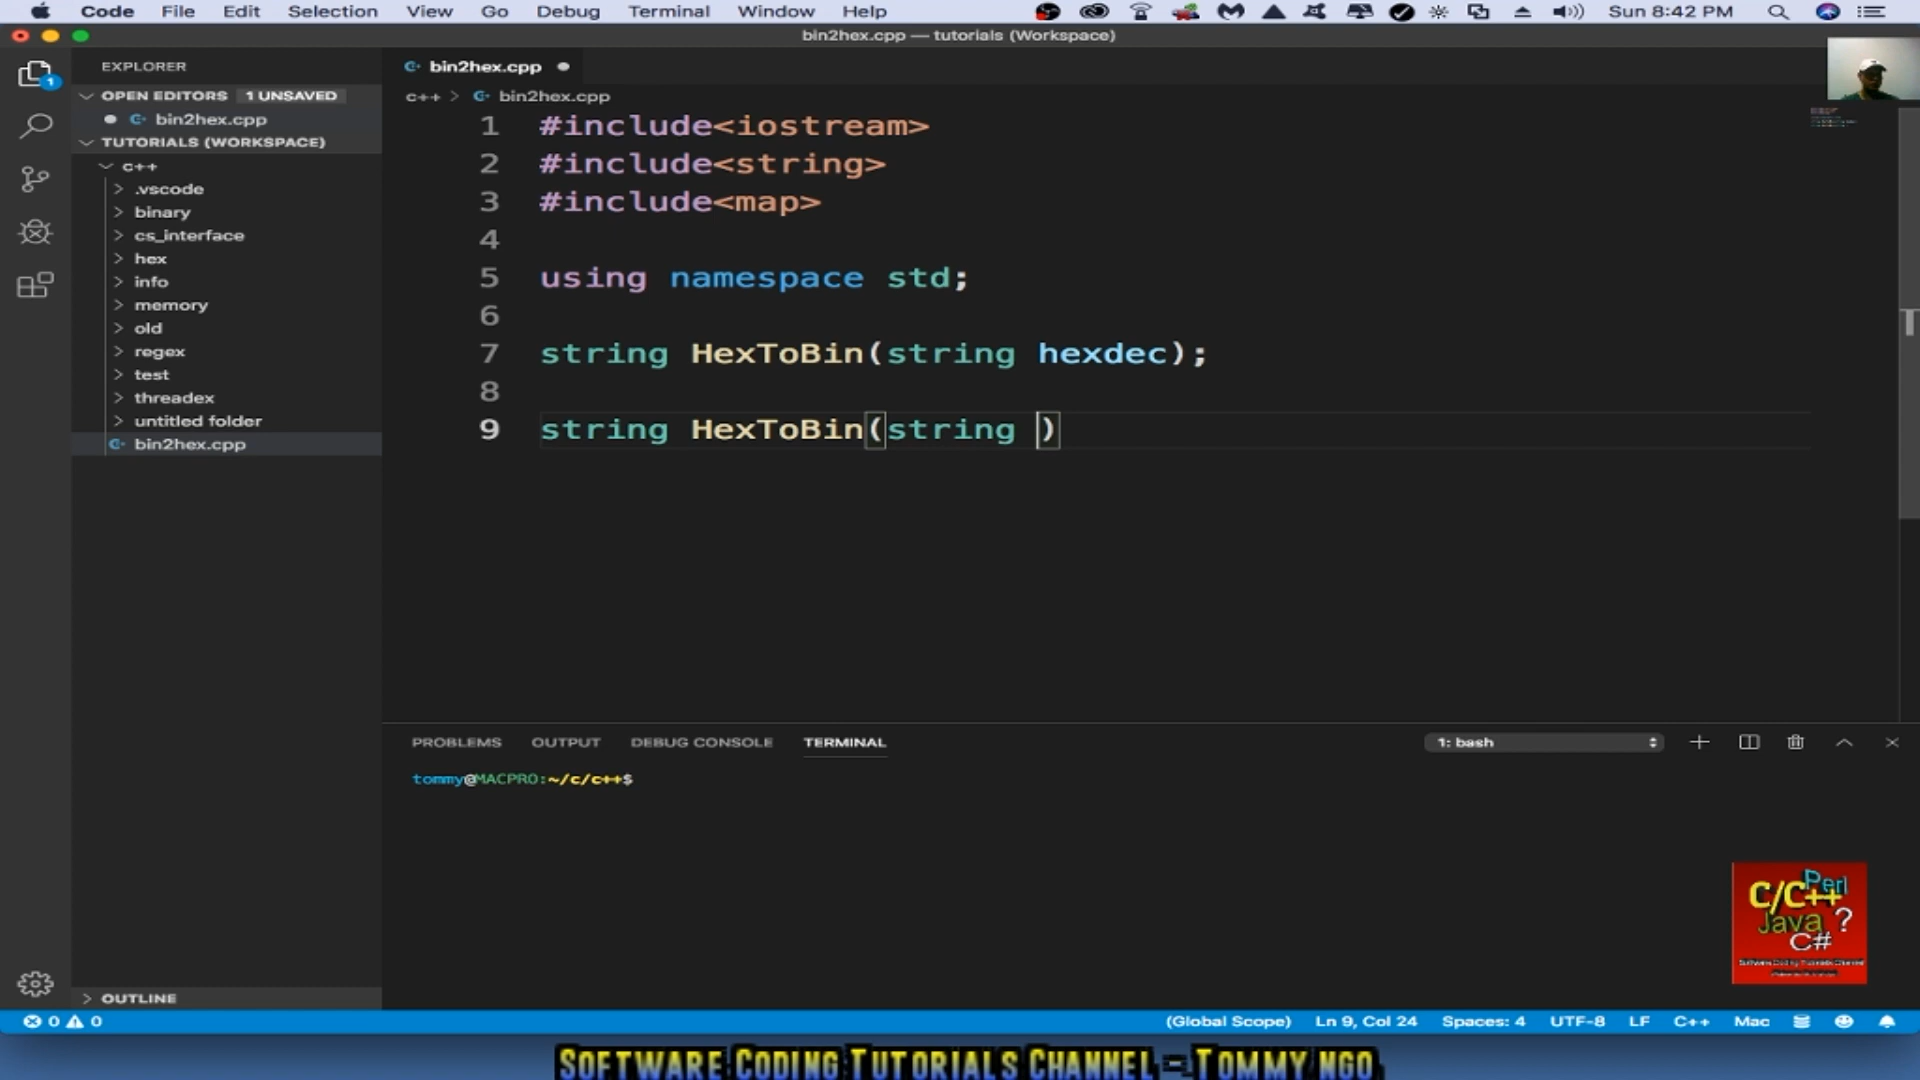 Code File Edit Selection View Go Debug Terminal Window Help Sun 8:42 PM
bin2hex.cpp — tutorials (Workspace)
EXPLORER
OPEN EDITORS 1 UNSAVED
bin2hex.cpp
TUTORIALS (WORKSPACE)
c++
.vscode
binary
cs_interface
hex
info
memory
old
regex
test
threadex
untitled folder
bin2hex.cpp
OUTLINE
1
bin2hex.cpp
c++ > bin2hex.cpp
1 #include<iostream>
2 #include<string>
3 #include<map>
4
5 using namespace std;
6
7 string HexToBin(string hexdec);
8
9 string HexToBin(string )
PROBLEMS OUTPUT DEBUG CONSOLE TERMINAL 1: bash
tommy@MACPRO:~/c/c++$
C/C++
Perl
Java ?
C#
0 0 (Global Scope) Ln 9, Col 24 Spaces: 4 UTF-8 LF C++ Mac
Software Coding Tutorials Channel - Tommy ngo